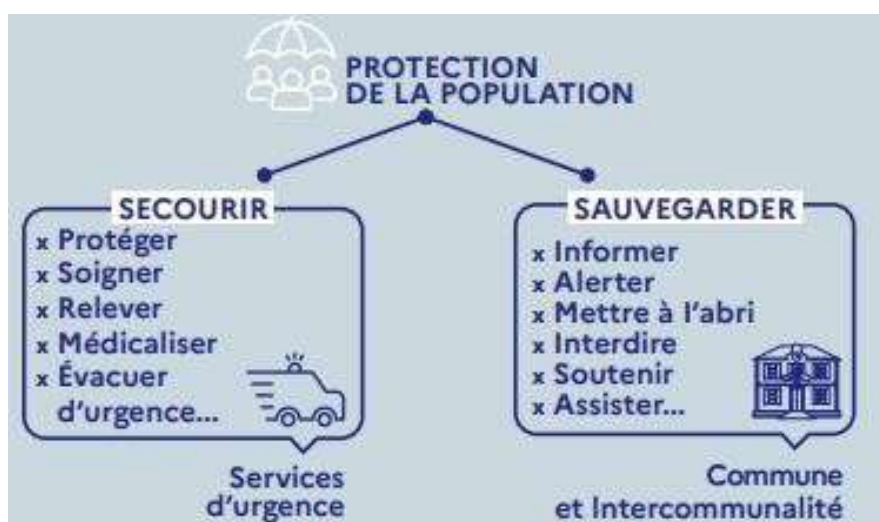 PROTECTION
DE LA POPULATION
SECOURIR
x Protéger
x Soigner
x Relever
x Médicaliser
x Évacuer
d'urgence...
Services
d'urgence
SAUVEGARDER
x Informer
x Alerter
x Mettre à l'abri
x Interdire
x Soutenir
x Assister...
Commune
et Intercommunalité